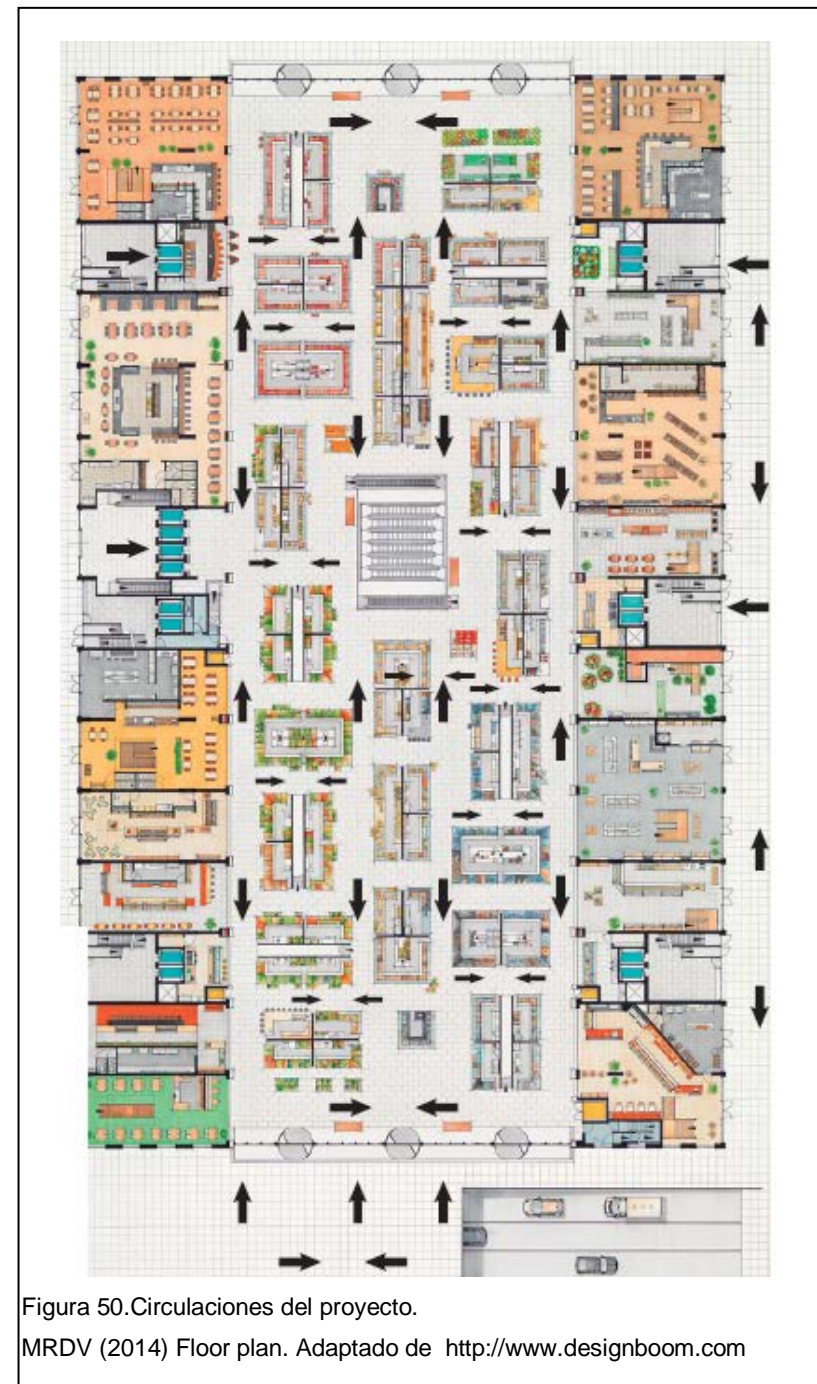 Figura 50.Circulaciones del proyecto.
MRDV (2014) Floor plan. Adaptado de http://www.designboom.com